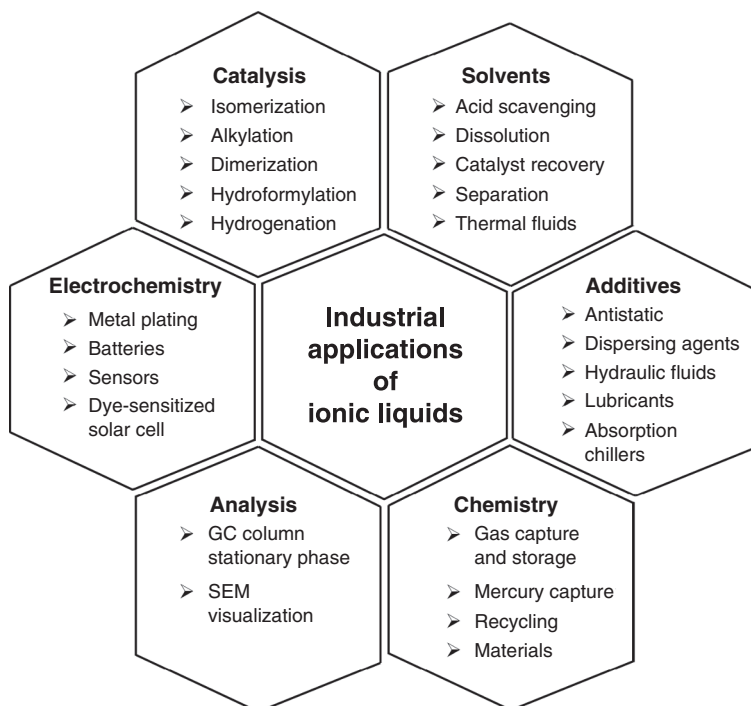 Catalysis
➤ Isomerization
➤ Alkylation
➤ Dimerization
➤ Hydroformylation
➤ Hydrogenation
Solvents
➤ Acid scavenging
➤ Dissolution
➤ Catalyst recovery
➤ Separation
➤ Thermal fluids
Electrochemistry
➤ Metal plating
➤ Batteries
➤ Sensors
➤ Dye-sensitized
solar cell
Industrial
applications
of
ionic liquids
Additives
➤ Antistatic
➤ Dispersing agents
➤ Hydraulic fluids
➤ Lubricants
➤ Absorption
chillers
Analysis
➤ GC column
stationary phase
➤ SEM
visualization
Chemistry
➤ Gas capture
and storage
➤ Mercury capture
➤ Recycling
➤ Materials